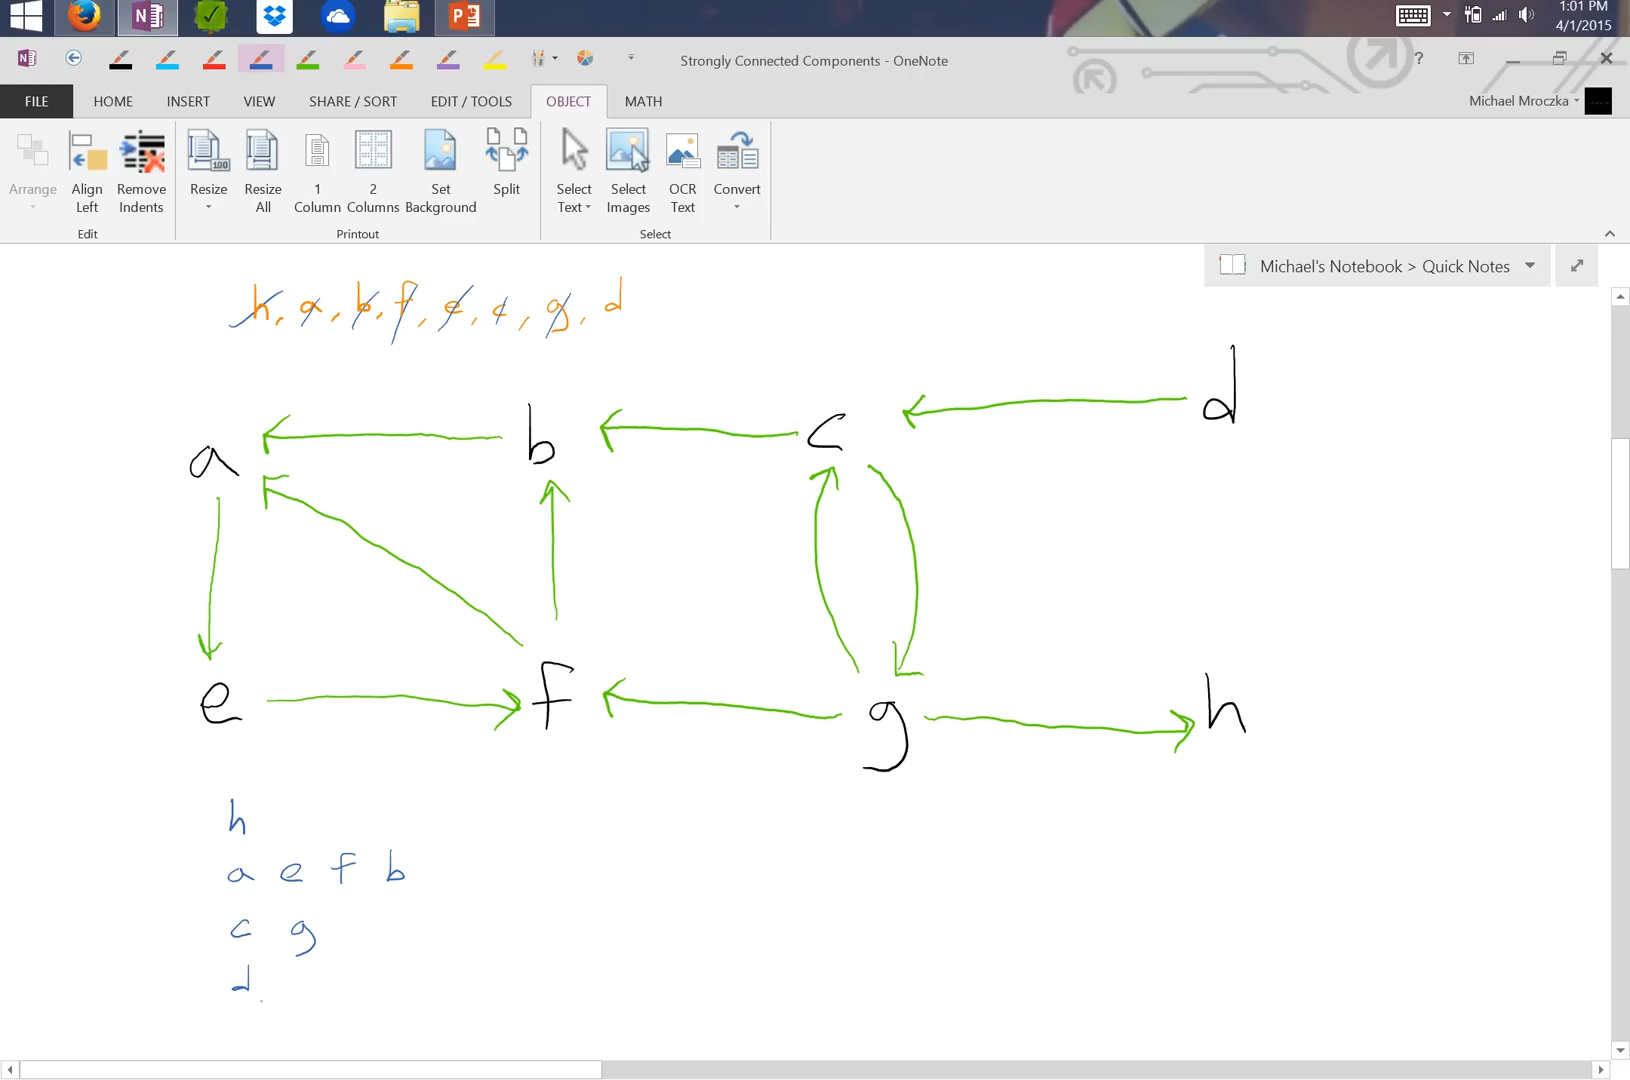 1:01 PM
4/1/2015
Strongly Connected Components - OneNote
?
FILE HOME INSERT VIEW SHARE / SORT EDIT / TOOLS OBJECT MATH
Michael Mroczka
Arrange
Align Left
Remove Indents
Resize
Resize All
1 Column
2 Columns
Set Background
Split
Select Text
Select Images
OCR Text
Convert
Edit
Printout
Select
Michael's Notebook > Quick Notes
h, a, b, f, e, c, g, d
a b c d
e f g h
h
a e f b
c g
d